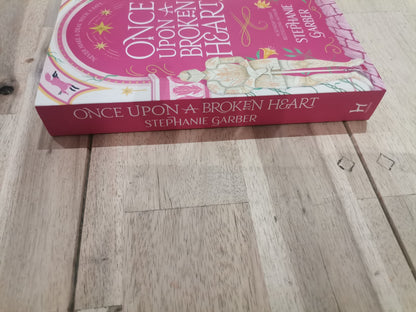 ONCE
UPON A
BROKEN
HEART
STEPHANIE
GARBER
ONCE UPON A BROKEN HEART
STEPHANIE GARBER